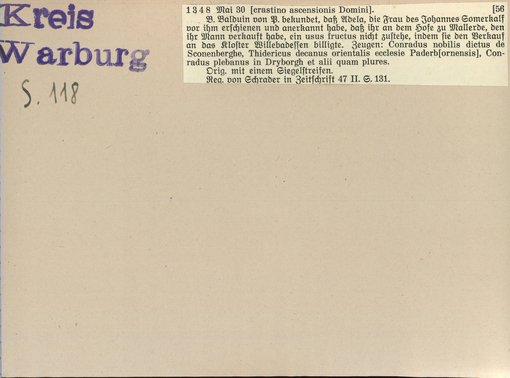 Kreis
Warburg
S. 118
1348 Mai 30 [crastino ascensionis Domini]. [56
B. Balduin von P. bekundet, daß Adela, die Frau des Johannes Somerkalf
vor ihm erschienen und anerkannt habe, daß ihr an dem Hofe zu Mallerde, den
ihr Mann verkauft habe, ein usus fructus nicht zustehe, indem sie den Verkauf
an das Kloster Willebadessen billigte. Zeugen: Conradus nobilis dictus de
Sconenberghe, Thidericus decanus orientalis ecclesie Paderb[ornensis], Con-
radus plebanus in Dryborgh et alii quam plures.
Orig. mit einem Siegelstreifen.
Reg. von Schrader in Zeitschrift 47 II. S. 131.